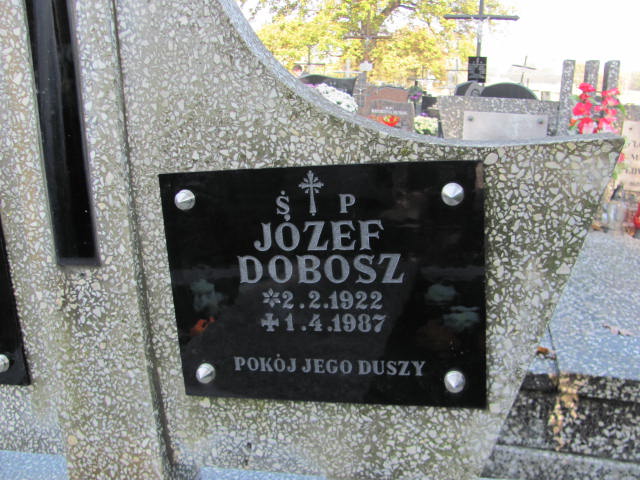 Ś P
JÓZEF
DOBOSZ
*2.2.1922
✝1.4.1987
POKÓJ JEGO DUSZY